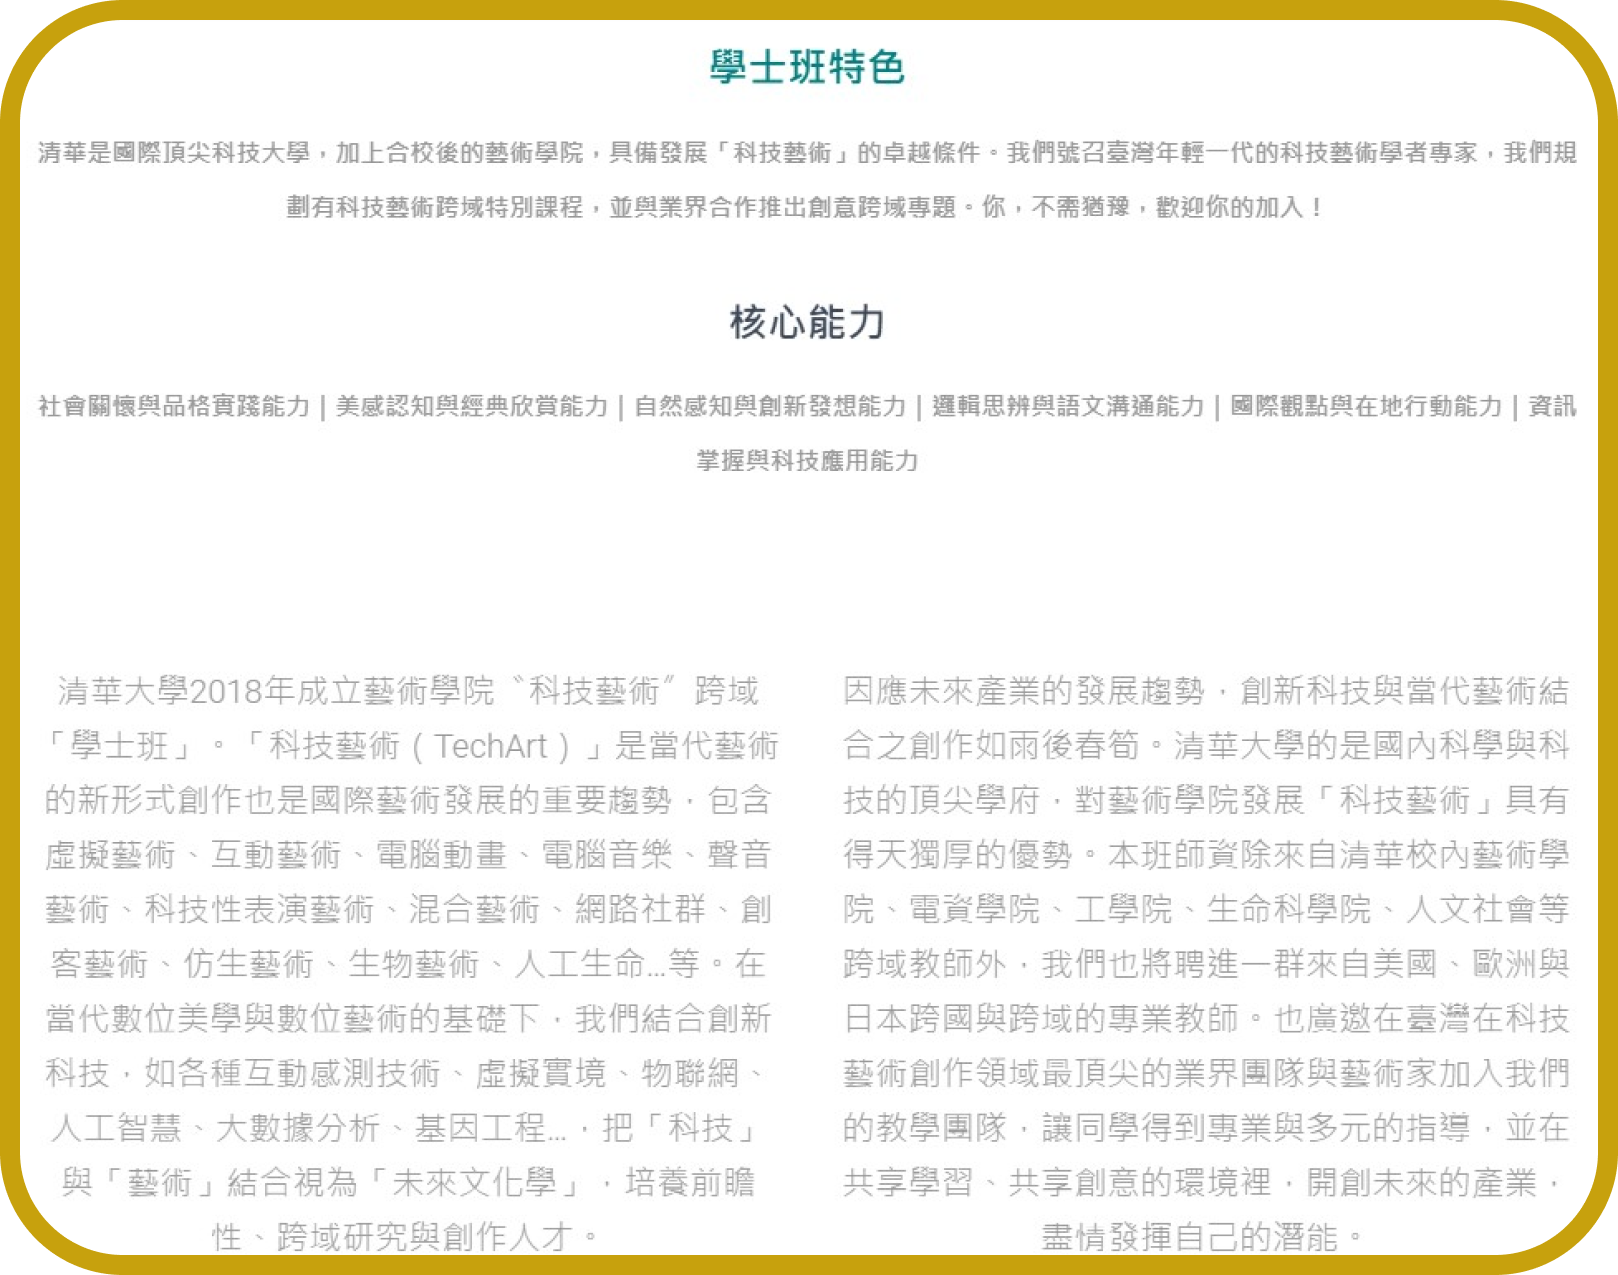 學士班特色
清華是國際頂尖科技大學，加上合校後的藝術學院，具備發展「科技藝術」的卓越條件。我們號召臺灣年輕一代的科技藝術學者專家，我們規
劃有科技藝術跨域特別課程，並與業界合作推出創意跨域專題。你，不需猶豫，歡迎你的加入！
核心能力
社會關懷與品格實踐能力 | 美感認知與經典欣賞能力 | 自然感知與創新發想能力 | 邏輯思辨與語文溝通能力 | 國際觀點與在地行動能力 | 資訊
掌握與科技應用能力
清華大學2018年成立藝術學院〝科技藝術〞跨域
「學士班」。「科技藝術（TechArt）」是當代藝術
的新形式創作也是國際藝術發展的重要趨勢，包含
虛擬藝術、互動藝術、電腦動畫、電腦音樂、聲音
藝術、科技性表演藝術、混合藝術、網路社群、創
客藝術、仿生藝術、生物藝術、人工生命...等。在
當代數位美學與數位藝術的基礎下，我們結合創新
科技，如各種互動感測技術、虛擬實境、物聯網、
人工智慧、大數據分析、基因工程...，把「科技」
與「藝術」結合視為「未來文化學」，培養前瞻
性、跨域研究與創作人才。
因應未來產業的發展趨勢，創新科技與當代藝術結
合之創作如雨後春筍。清華大學的是國內科學與科
技的頂尖學府，對藝術學院發展「科技藝術」具有
得天獨厚的優勢。本班師資除來自清華校內藝術學
院、電資學院、工學院、生命科學院、人文社會等
跨域教師外，我們也將聘進一群來自美國、歐洲與
日本跨國與跨域的專業教師。也廣邀在臺灣在科技
藝術創作領域最頂尖的業界團隊與藝術家加入我們
的教學團隊，讓同學得到專業與多元的指導，並在
共享學習、共享創意的環境裡，開創未來的產業，
盡情發揮自己的潛能。